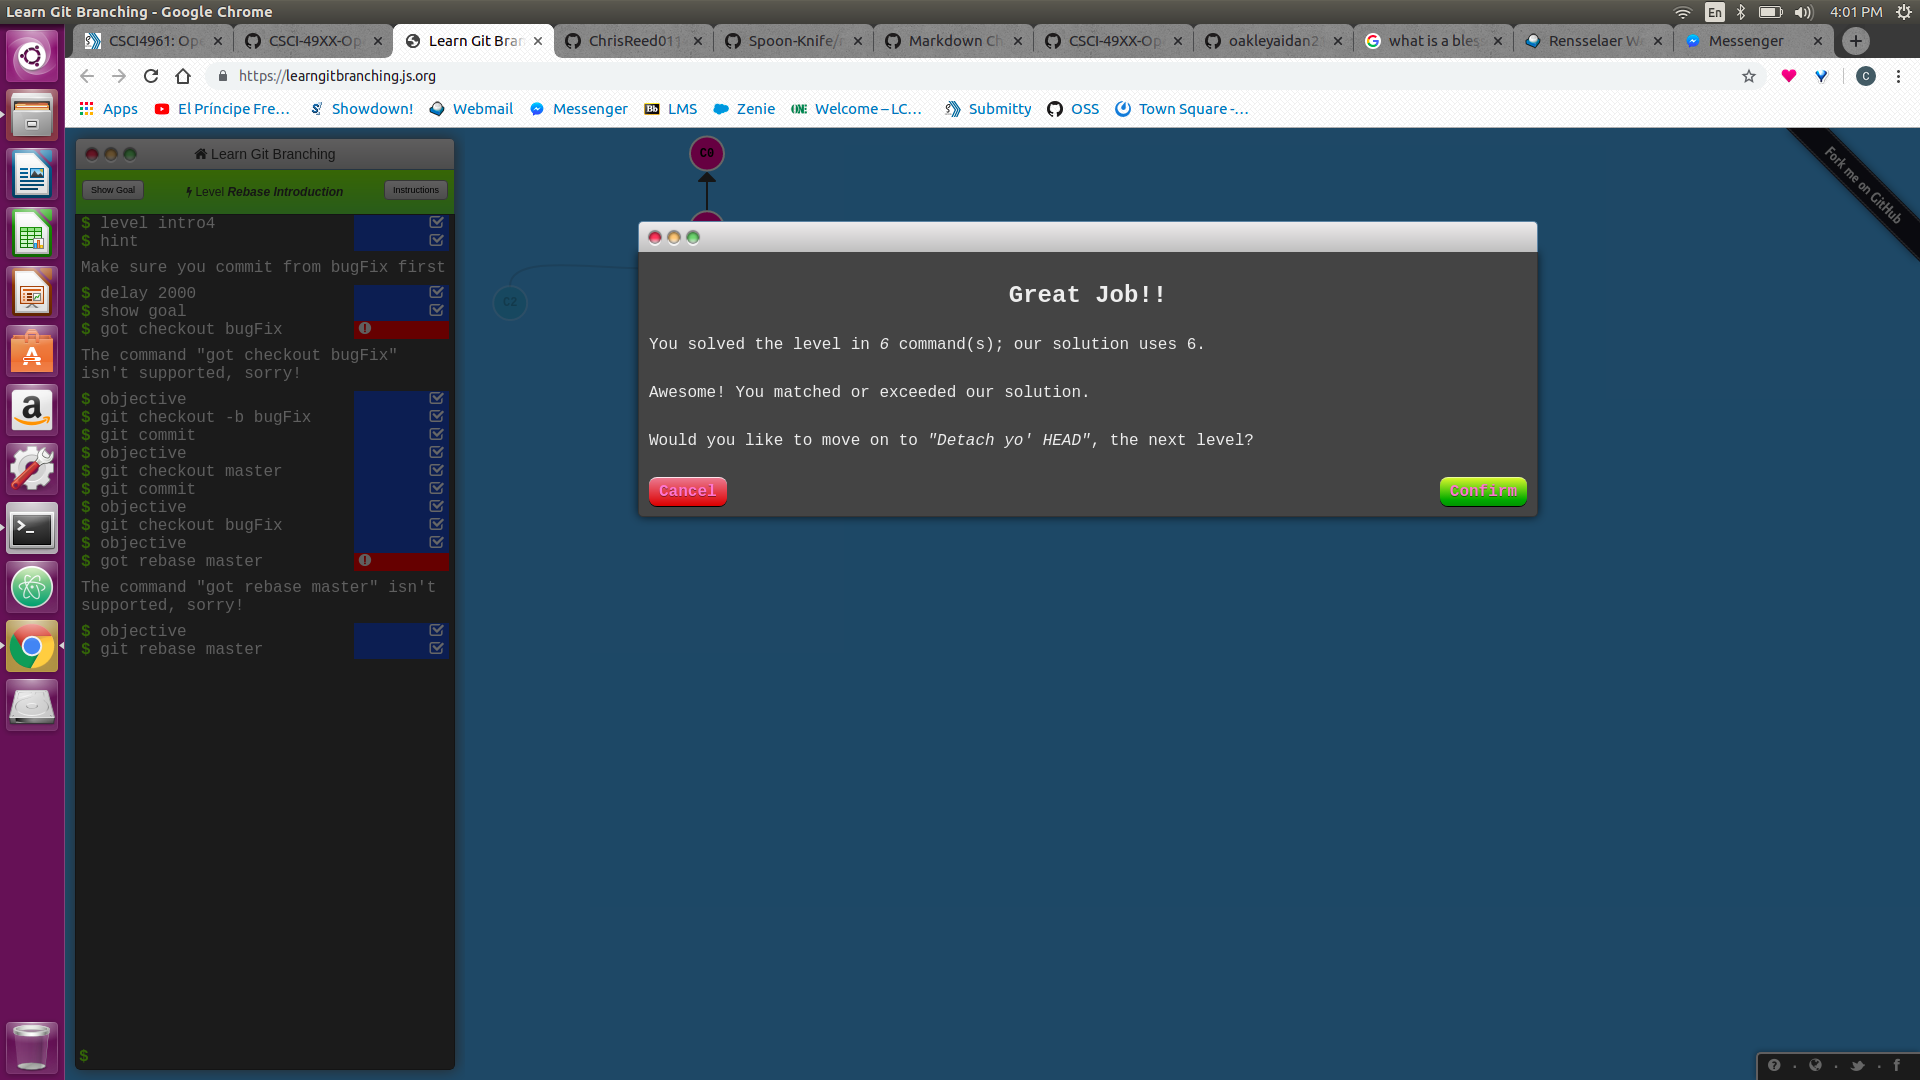 Learn Git Branching - Google Chrome
En
4:01 PM
CSCI4961: Ope
CSCI-49XX-Op
Learn Git Bran
ChrisReed011
Spoon-Knife/r
Markdown Ch
CSCI-49XX-Op
oakleyaidan21
what is a bles
Rensselaer We
Messenger
https://learngitbranching.js.org
C
Apps
El Príncipe Fre...
Showdown!
Webmail
Messenger
Bb
LMS
Zenie
Welcome – LC...
Submitty
OSS
Town Square -...
Learn Git Branching
Show Goal
Level Rebase Introduction
Instructions
$ level intro4
$ hint
Make sure you commit from bugFix first
$ delay 2000
$ show goal
$ got checkout bugFix
The command "got checkout bugFix"
isn't supported, sorry!
$ objective
$ git checkout -b bugFix
$ git commit
$ objective
$ git checkout master
$ git commit
$ objective
$ git checkout bugFix
$ objective
$ got rebase master
The command "got rebase master" isn't
supported, sorry!
$ objective
$ git rebase master
$
C0
C2
Fork me on GitHub
Great Job!!
You solved the level in 6 command(s); our solution uses 6.
Awesome! You matched or exceeded our solution.
Would you like to move on to "Detach yo' HEAD", the next level?
Cancel
Confirm